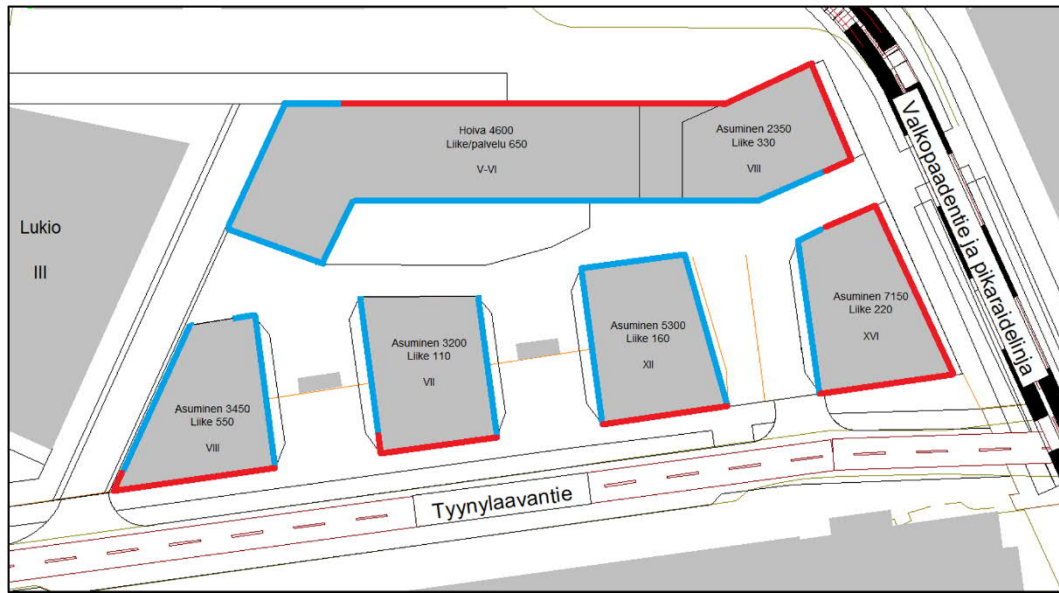 Hoiva 4600
Liike/palvelu 650
V-VI
Asuminen 2350
Liike 330
VIII
Valkopaadentie ja pikaraidelinja
Lukio
III
Asuminen 7150
Liike 220
XVI
Asuminen 5300
Liike 160
XII
Asuminen 3200
Liike 110
VII
Asuminen 3450
Liike 550
VIII
Tyynylaavantie